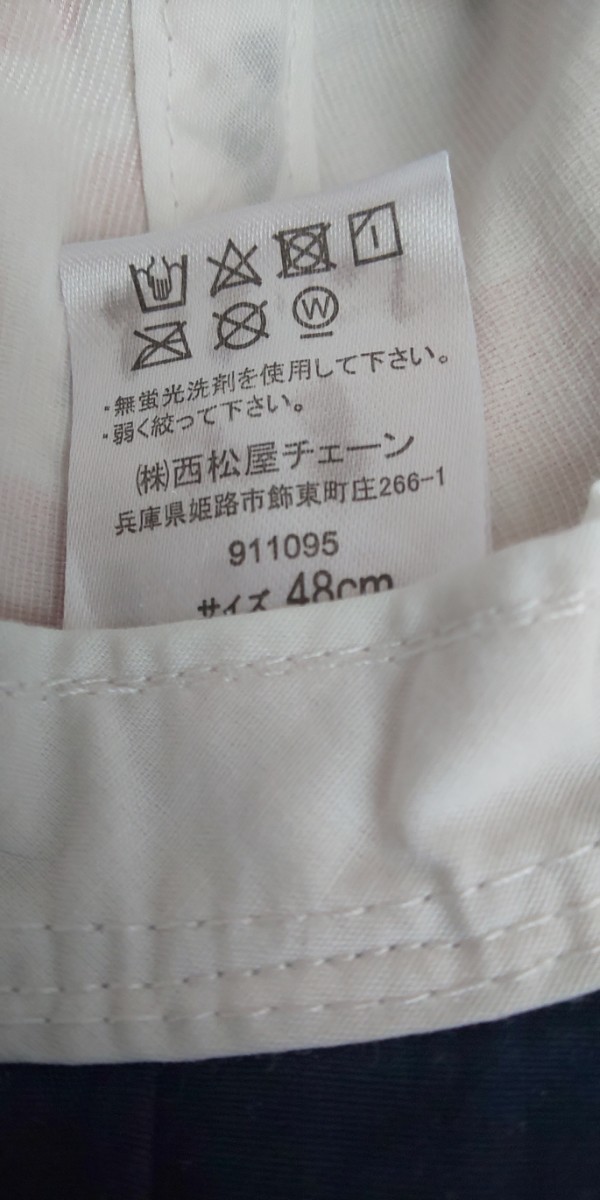 W
・無蛍光洗剤を使用して下さい。
・弱く絞って下さい。
㈱西松屋チェーン
兵庫県姫路市飾東町庄266-1
911095
サイズ 48cm